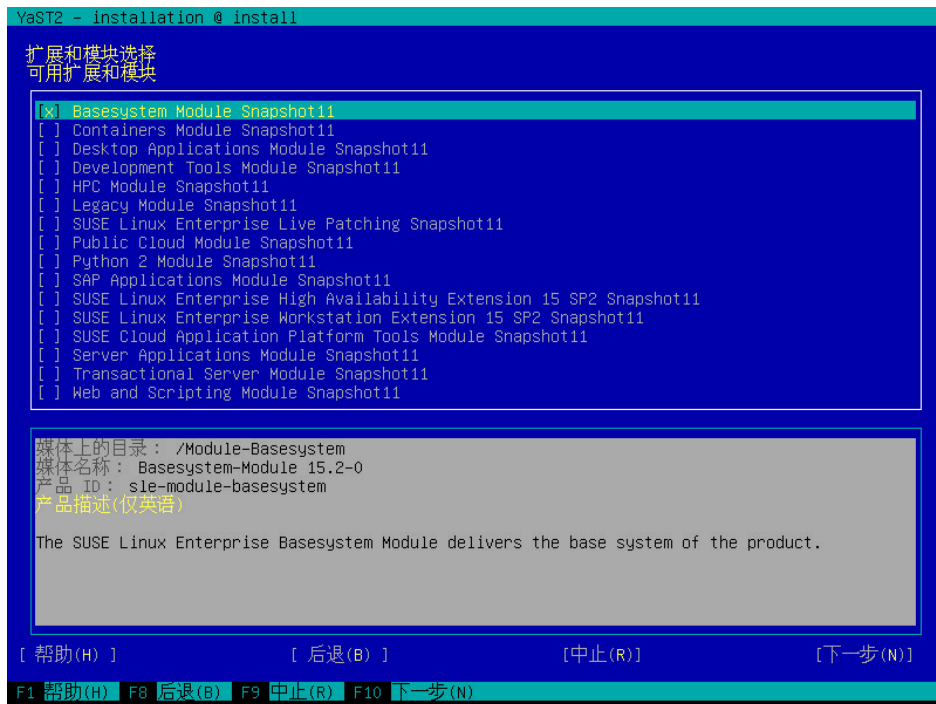 YaST2 - installation @ install
扩展和模块选择
可用扩展和模块
[x] Basesystem Module Snapshot11
[ ] Containers Module Snapshot11
[ ] Desktop Applications Module Snapshot11
[ ] Development Tools Module Snapshot11
[ ] HPC Module Snapshot11
[ ] Legacy Module Snapshot11
[ ] SUSE Linux Enterprise Live Patching Snapshot11
[ ] Public Cloud Module Snapshot11
[ ] Python 2 Module Snapshot11
[ ] SAP Applications Module Snapshot11
[ ] SUSE Linux Enterprise High Availability Extension 15 SP2 Snapshot11
[ ] SUSE Linux Enterprise Workstation Extension 15 SP2 Snapshot11
[ ] SUSE Cloud Application Platform Tools Module Snapshot11
[ ] Server Applications Module Snapshot11
[ ] Transactional Server Module Snapshot11
[ ] Web and Scripting Module Snapshot11
媒体上的目录： /Module-Basesystem
媒体名称： Basesystem-Module 15.2-0
产品 ID： sle-module-basesystem
产品描述(仅英语)
The SUSE Linux Enterprise Basesystem Module delivers the base system of the product.
[ 帮助(H) ] [ 后退(B) ] [中止(R)] [下一步(N)]
F1 帮助(H) F8 后退(B) F9 中止(R) F10 下一步(N)